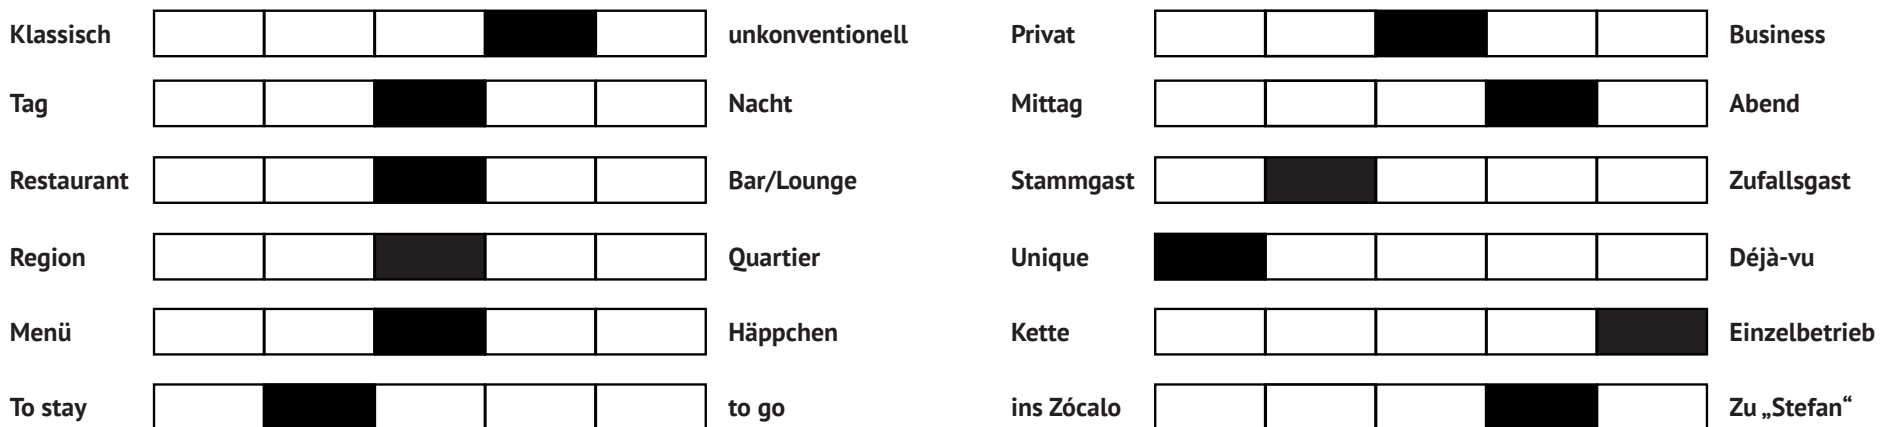 Klassisch unkonventionell
Tag Nacht
Restaurant Bar/Lounge
Region Quartier
Menü Häppchen
To stay to go
Privat Business
Mittag Abend
Stammgast Zufallsgast
Unique Déjà-vu
Kette Einzelbetrieb
ins Zócalo Zu „Stefan“